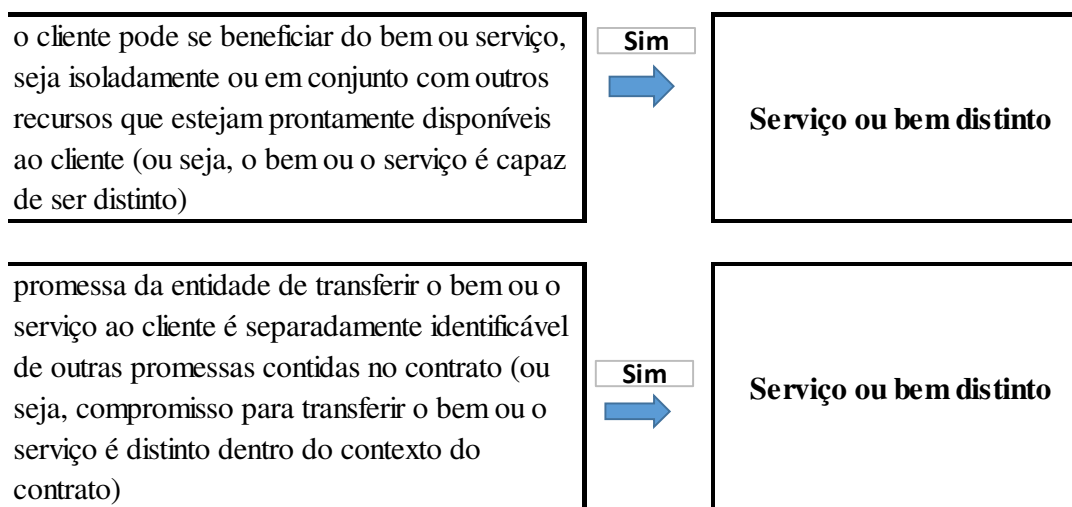 o cliente pode se beneficiar do bem ou serviço,
seja isoladamente ou em conjunto com outros
recursos que estejam prontamente disponíveis
ao cliente (ou seja, o bem ou o serviço é capaz
de ser distinto)
Sim
Serviço ou bem distinto
promessa da entidade de transferir o bem ou o
serviço ao cliente é separadamente identificável
de outras promessas contidas no contrato (ou
seja, compromisso para transferir o bem ou o
serviço é distinto dentro do contexto do
contrato)
Sim
Serviço ou bem distinto